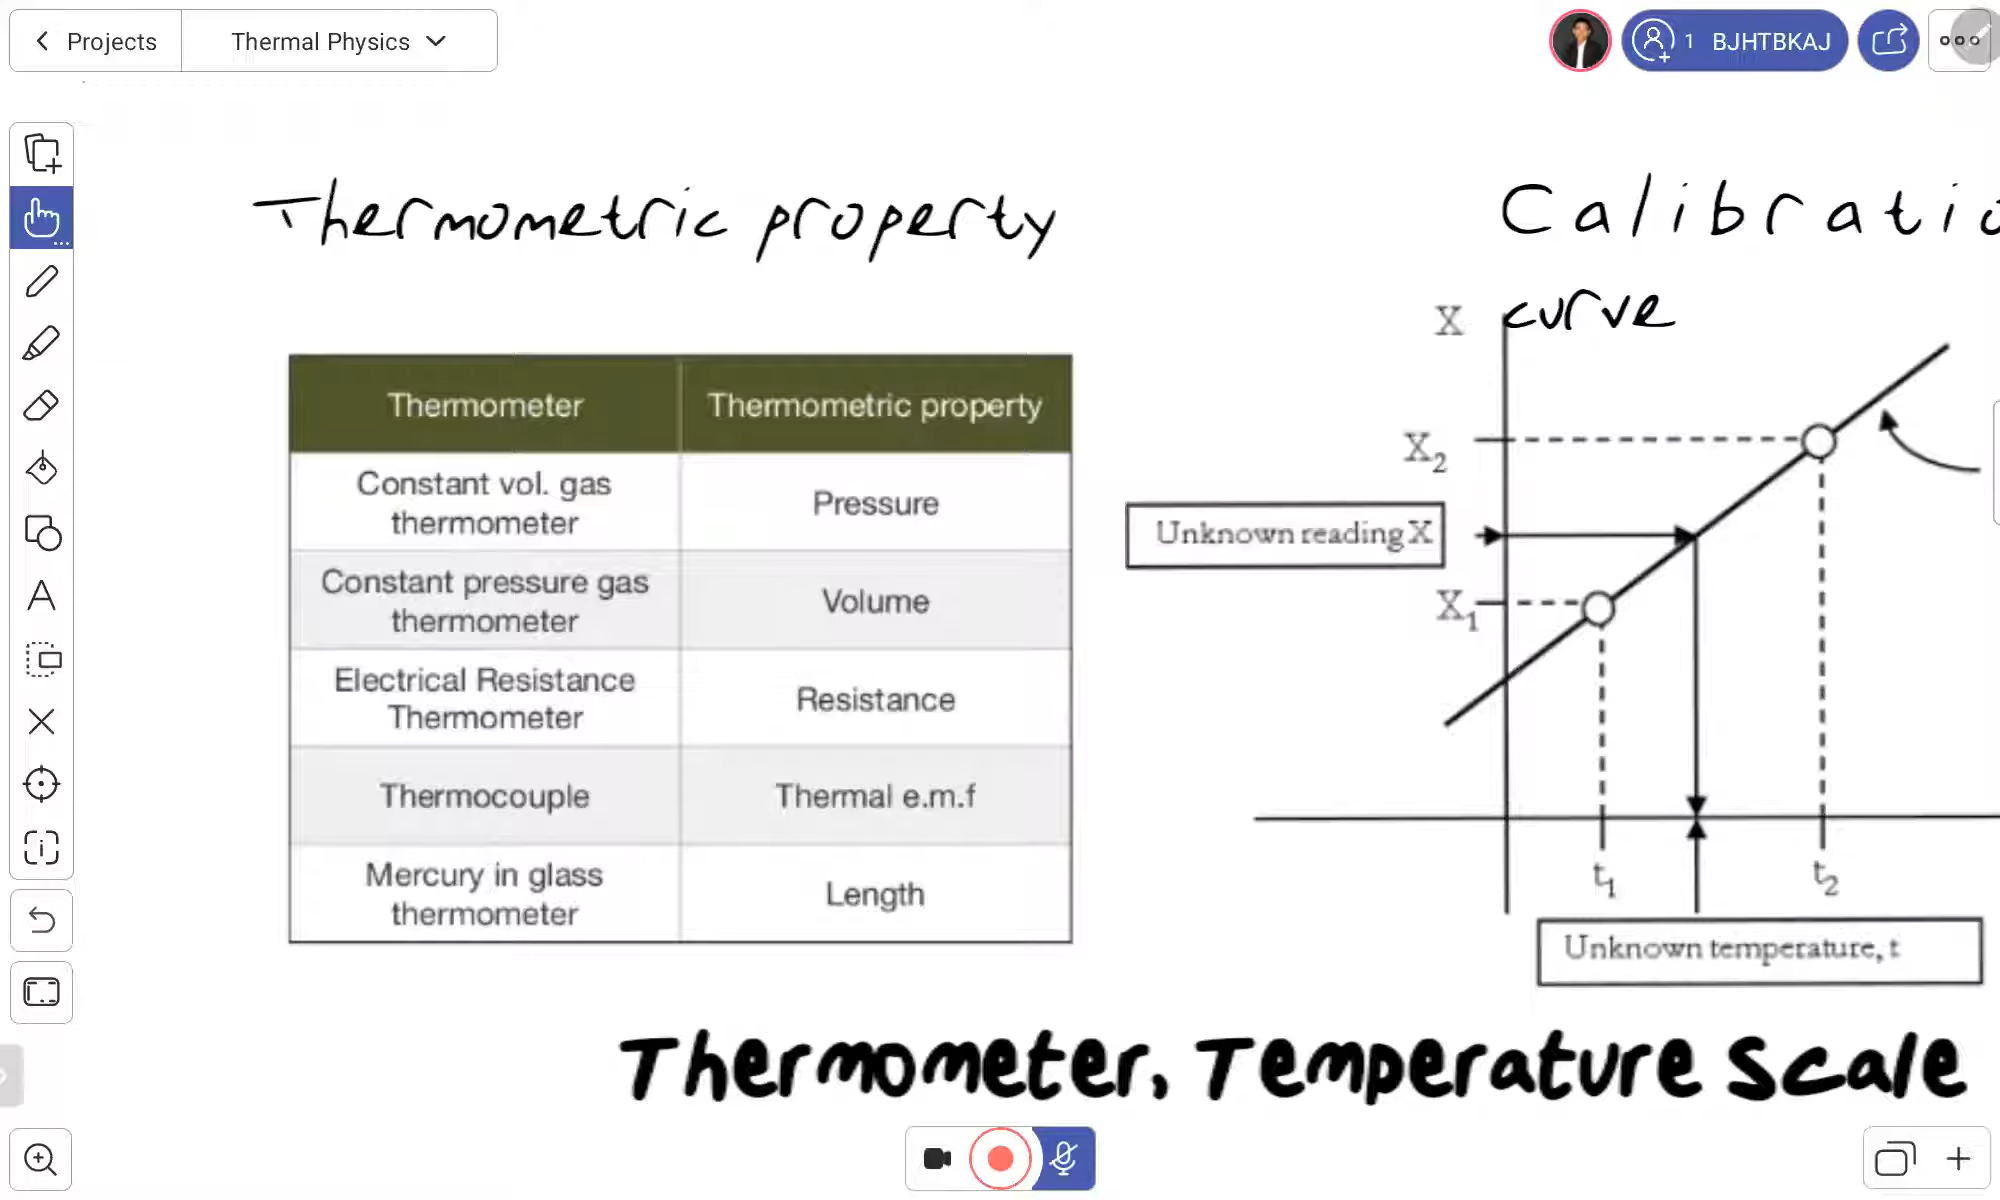 Projects
Thermal Physics
1 BJHTBKAJ
Thermometric property
Calibratio
curve
Thermometer Thermometric property
Constant vol. gas
thermometer
Pressure
Constant pressure gas
thermometer
Volume
Electrical Resistance
Thermometer
Resistance
Thermocouple Thermal e.m.f
Mercury in glass
thermometer
Length
X
X2
Unknown reading X
X1
t1 t2
Unknown temperature, t
Thermometer, Temperature Scale